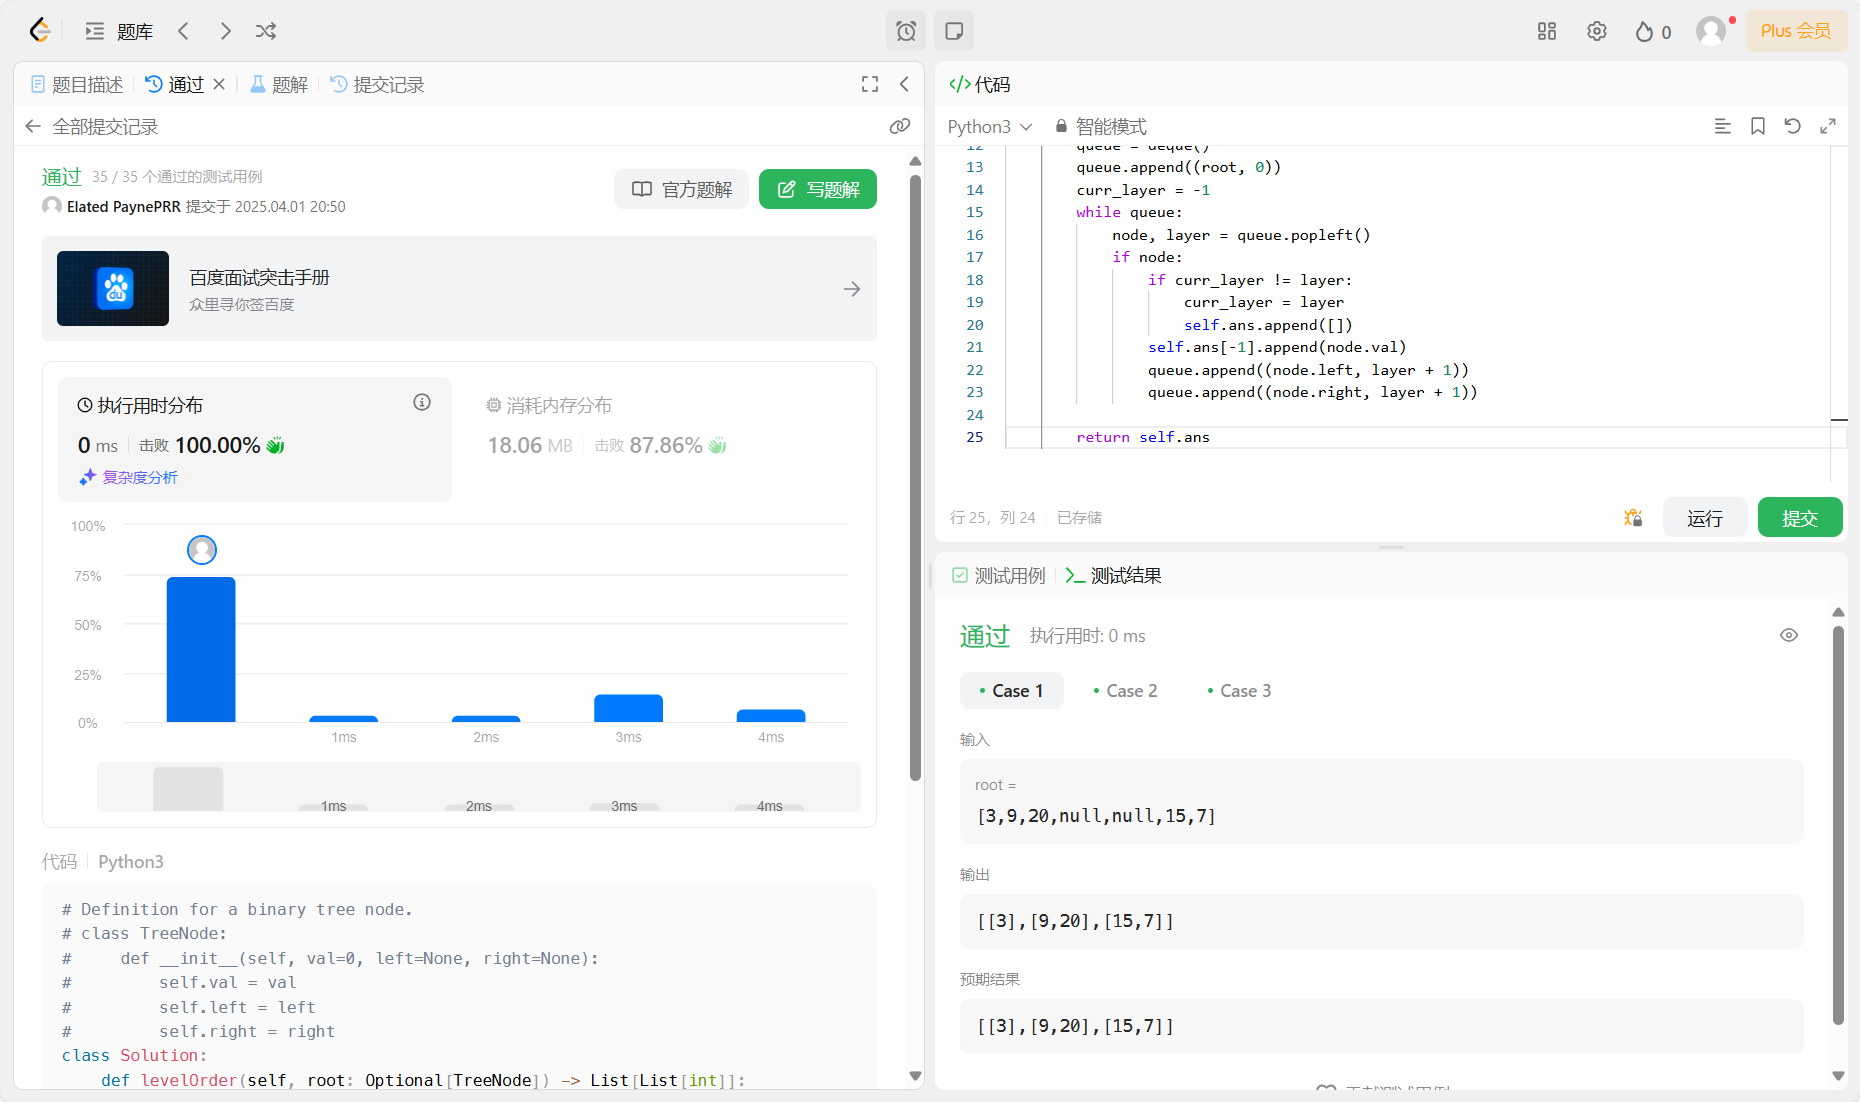 题库
0
Plus 会员
题目描述
通过
题解
提交记录
全部提交记录
通过 35 / 35 个通过的测试用例
Elated PaynePRR 提交于 2025.04.01 20:50
官方题解
写题解
du
百度面试突击手册
众里寻你签百度
执行用时分布
0 ms 击败 100.00%
复杂度分析
消耗内存分布
18.06 MB 击败 87.86%
100%
75%
50%
25%
0%
1ms
2ms
3ms
4ms
1ms
2ms
3ms
4ms
代码 Python3
# Definition for a binary tree node.
# class TreeNode:
#     def __init__(self, val=0, left=None, right=None):
#         self.val = val
#         self.left = left
#         self.right = right
class Solution:
    def levelOrder(self, root: Optional[TreeNode]) -> List[List[int]]:
</> 代码
Python3
智能模式
12 queue = deque()
13 queue.append((root, 0))
14 curr_layer = -1
15 while queue:
16 node, layer = queue.popleft()
17 if node:
18 if curr_layer != layer:
19 curr_layer = layer
20 self.ans.append([])
21 self.ans[-1].append(node.val)
22 queue.append((node.left, layer + 1))
23 queue.append((node.right, layer + 1))
24
25 return self.ans
行 25，列 24 已存储
运行
提交
测试用例
测试结果
通过 执行用时: 0 ms
Case 1
Case 2
Case 3
输入
root =
[3,9,20,null,null,15,7]
输出
[[3],[9,20],[15,7]]
预期结果
[[3],[9,20],[15,7]]